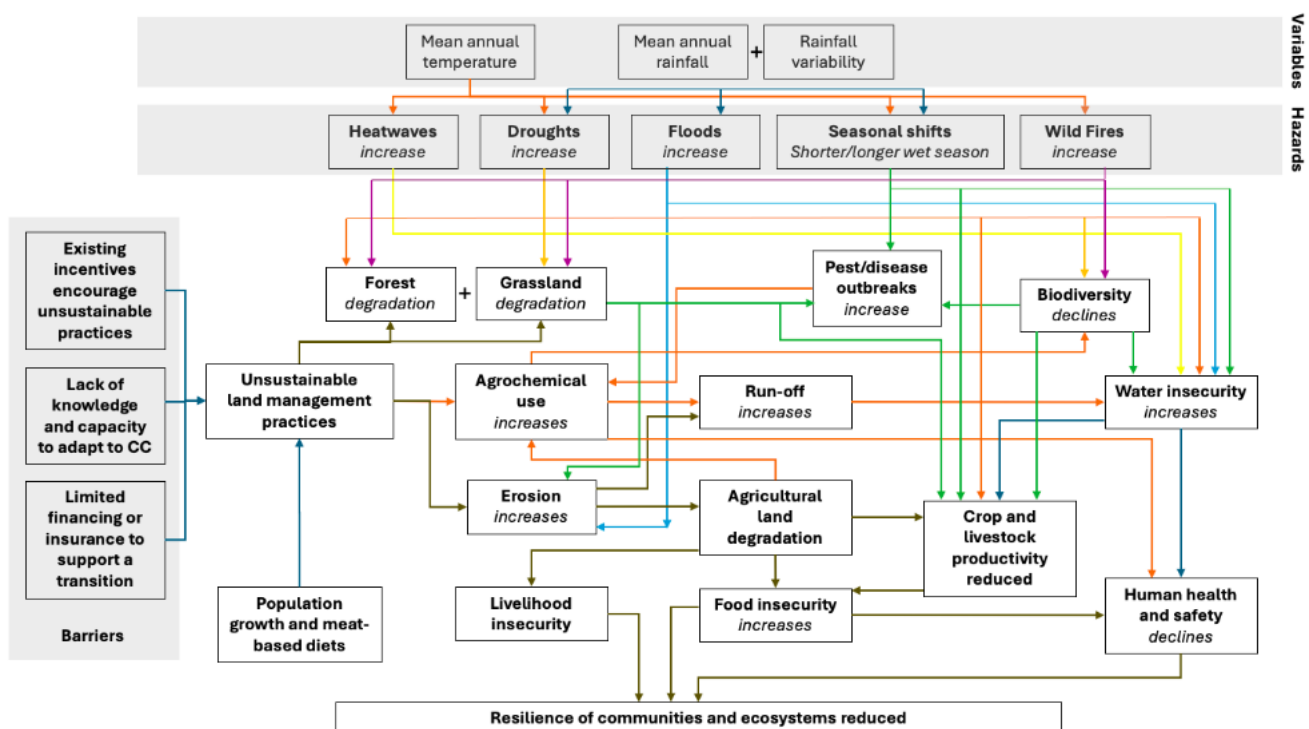 Variables
Mean annual
temperature
Mean annual
rainfall
+
Rainfall
variability
Hazards
Heatwaves
increase
Droughts
increase
Floods
increase
Seasonal shifts
Shorter/longer wet season
Wild Fires
increase
Existing
incentives
encourage
unsustainable
practices
Lack of
knowledge
and capacity
to adapt to CC
Limited
financing or
insurance to
support a
transition
Barriers
Forest
degradation
+
Grassland
degradation
Pest/disease
outbreaks
increase
Biodiversity
declines
Unsustainable
land management
practices
Agrochemical
use
increases
Run-off
increases
Water insecurity
increases
Erosion
increases
Agricultural
land
degradation
Crop and
livestock
productivity
reduced
Population
growth and meat-
based diets
Livelihood
insecurity
Food insecurity
increases
Human health
and safety
declines
Resilience of communities and ecosystems reduced